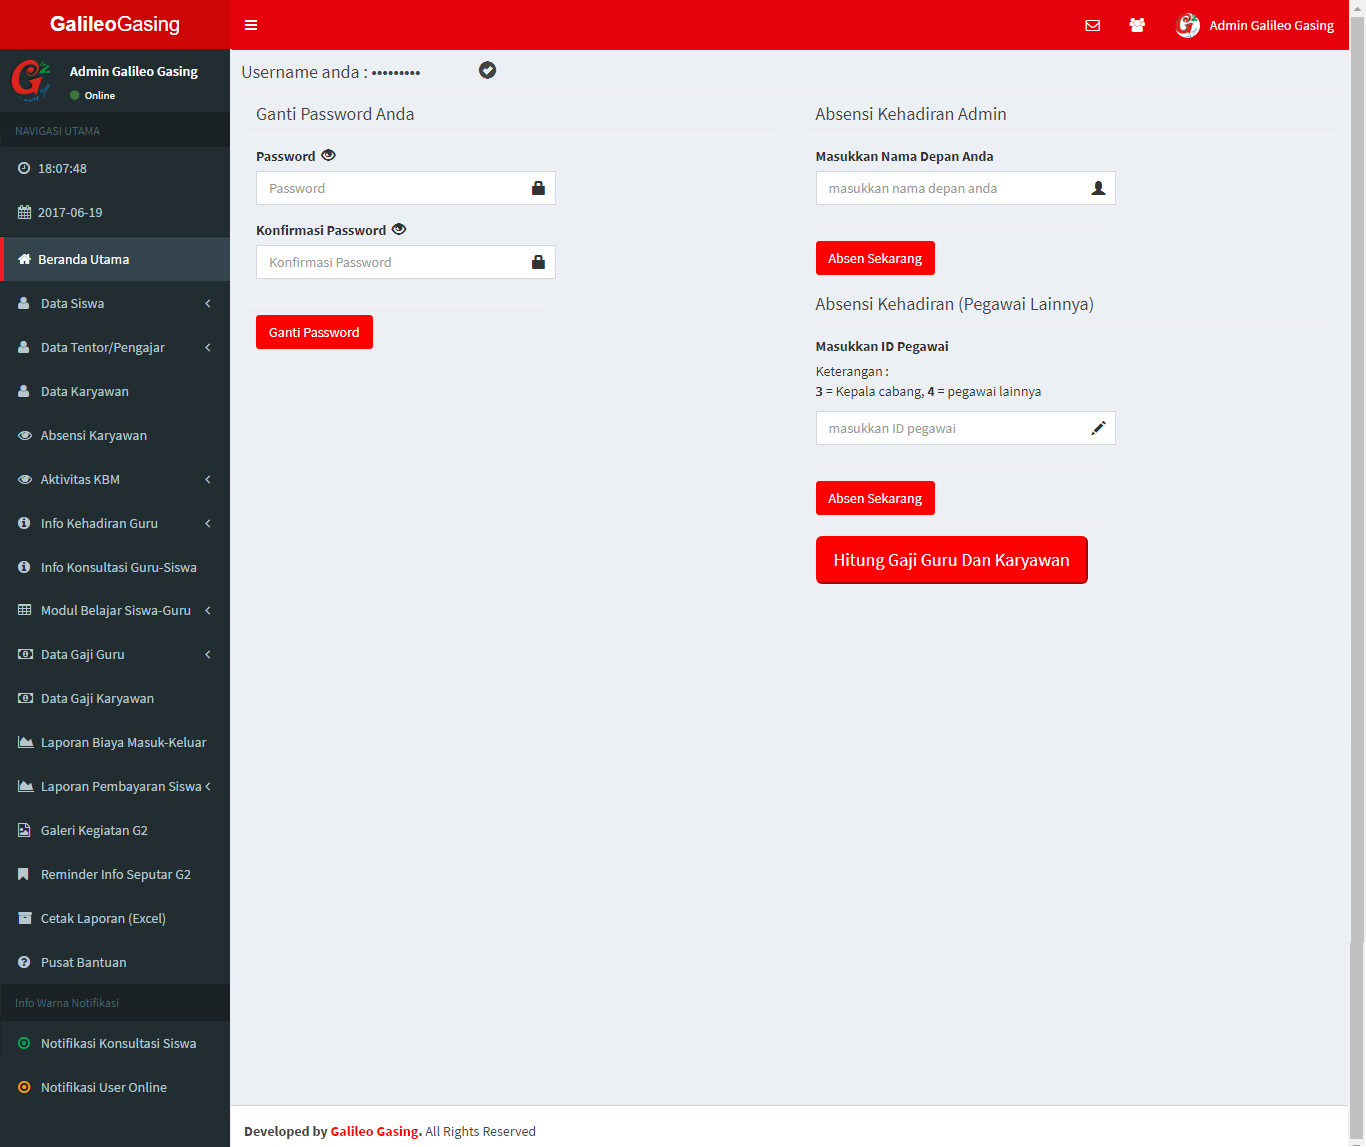 GalileoGasing
Admin Galileo Gasing
Admin Galileo Gasing
Online
NAVIGASI UTAMA
18:07:48
2017-06-19
Beranda Utama
Data Siswa
Data Tentor/Pengajar
Data Karyawan
Absensi Karyawan
Aktivitas KBM
Info Kehadiran Guru
Info Konsultasi Guru-Siswa
Modul Belajar Siswa-Guru
Data Gaji Guru
Data Gaji Karyawan
Laporan Biaya Masuk-Keluar
Laporan Pembayaran Siswa
Galeri Kegiatan G2
Reminder Info Seputar G2
Cetak Laporan (Excel)
Pusat Bantuan
Info Warna Notifikasi
Notifikasi Konsultasi Siswa
Notifikasi User Online
Username anda : •••••••••
Ganti Password Anda
Password
Password
Konfirmasi Password
Konfirmasi Password
Ganti Password
Absensi Kehadiran Admin
Masukkan Nama Depan Anda
masukkan nama depan anda
Absen Sekarang
Absensi Kehadiran (Pegawai Lainnya)
Masukkan ID Pegawai
Keterangan :
3 = Kepala cabang, 4 = pegawai lainnya
masukkan ID pegawai
Absen Sekarang
Hitung Gaji Guru Dan Karyawan
Developed by Galileo Gasing. All Rights Reserved